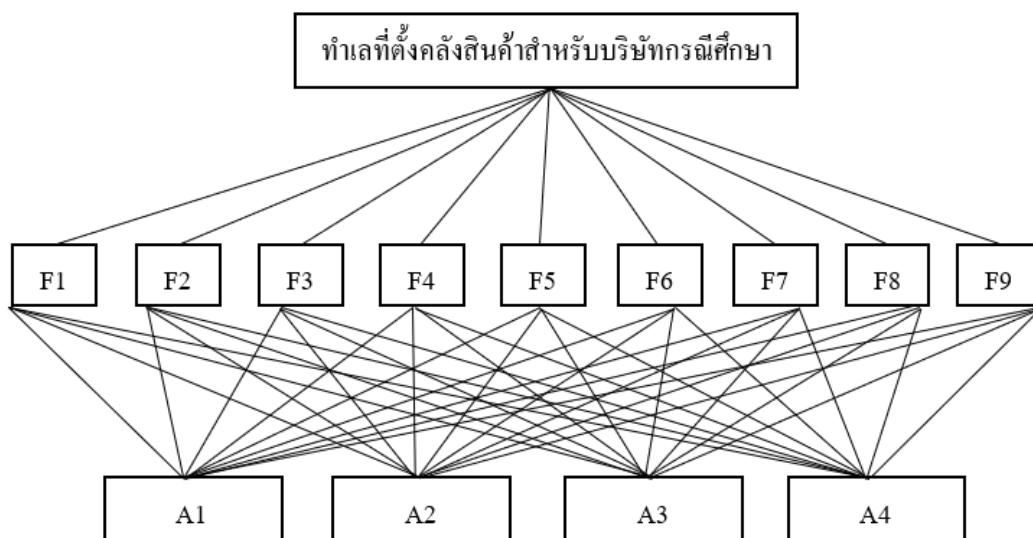 ทำเลที่ตั้งคลังสินค้าสำหรับบริษัทกรณีศึกษา
F1 F2 F3 F4 F5 F6 F7 F8 F9
A1 A2 A3 A4